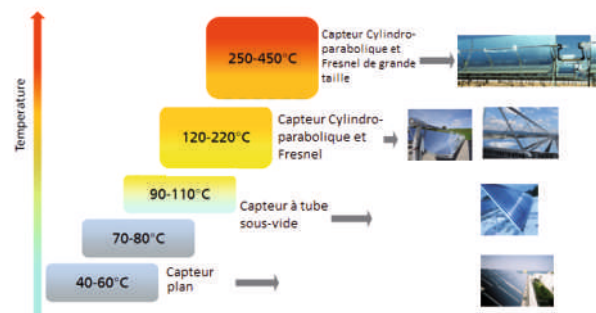 Temperature
250-450°C
Capteur Cylindro-
parabolique et
Fresnel de grande
taille
120-220°C
Capteur Cylindro-
parabolique et
Fresnel
90-110°C
Capteur à tube
sous-vide
70-80°C
40-60°C
Capteur
plan